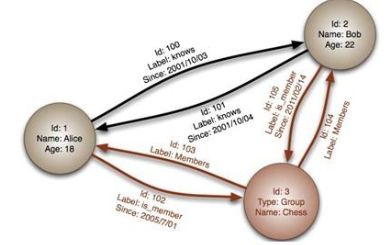 Id: 2
Name: Bob
Age: 22
Id: 100
Label: knows
Since: 2001/10/03
Id: 101
Label: knows
Since: 2001/10/04
Id: 105
Label: is_member
Since: 2011/02/14
Id: 104
Label: Members
Id: 1
Name: Alice
Age: 18
Id: 103
Label: Members
Id: 102
Label: is_member
Since: 2005/7/01
Id: 3
Type: Group
Name: Chess